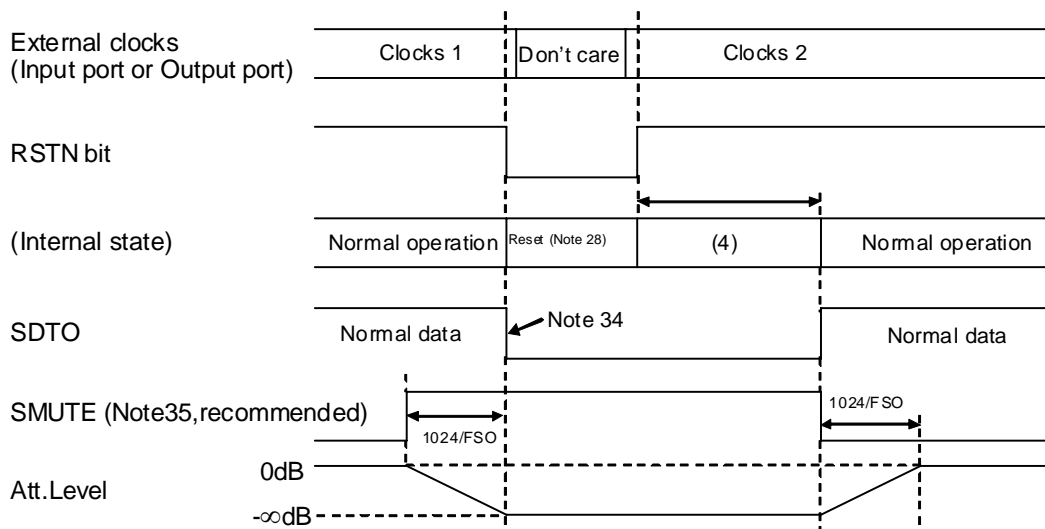 External clocks
(Input port or Output port)
Clocks 1
Don't care
Clocks 2
RSTN bit
(Internal state)
Normal operation
Reset (Note 28)
(4)
Normal operation
SDTO
Normal data
Note 34
Normal data
SMUTE (Note35,recommended)
1024/FSO
1024/FSO
Att.Level
0dB
-∞dB